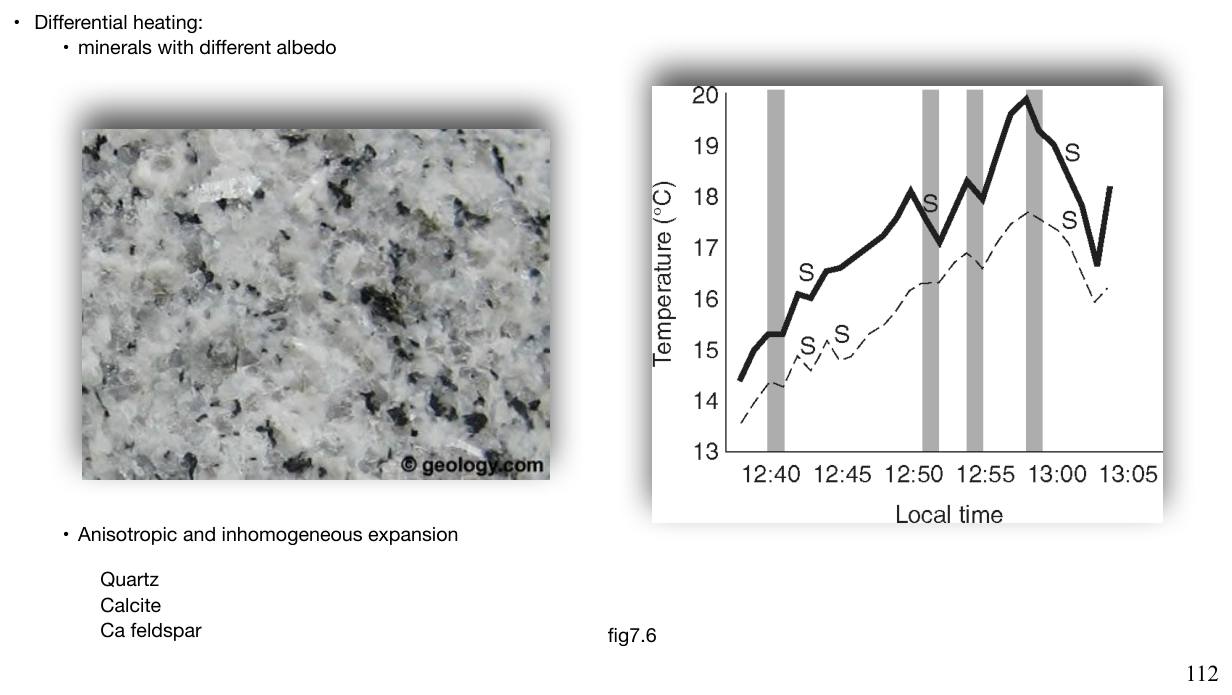 • Differential heating:
• minerals with different albedo
© geology.com
20
19
18
17
16
15
14
13
Temperature (°C)
S
S
S
S
S
S
12:40 12:45 12:50 12:55 13:00 13:05
Local time
• Anisotropic and inhomogeneous expansion
Quartz
Calcite
Ca feldspar
fig7.6
112